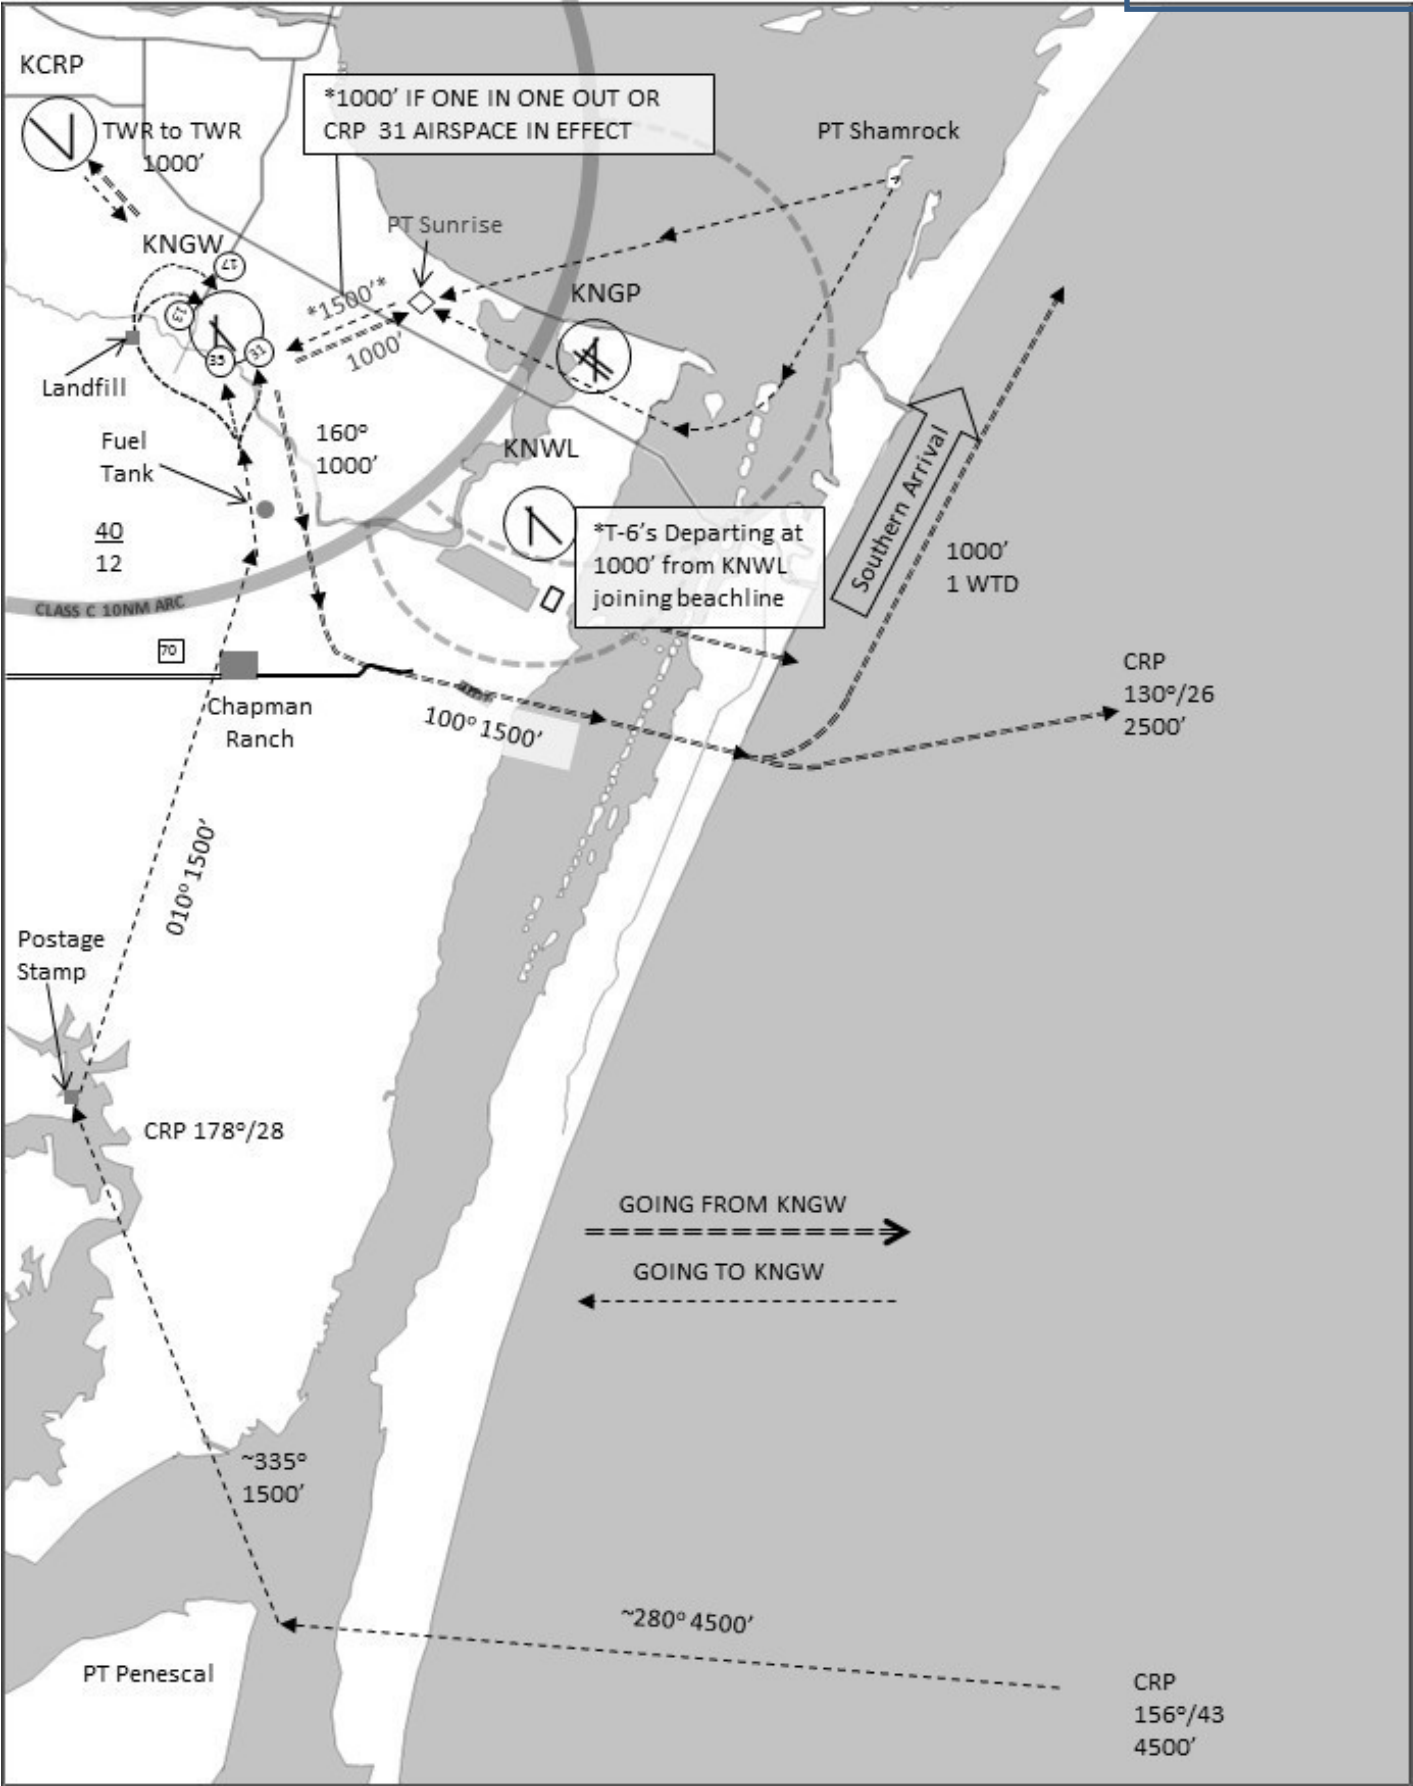 KCRP
*1000' IF ONE IN ONE OUT OR
CRP 31 AIRSPACE IN EFFECT
TWR to TWR
1000'
PT Shamrock
PT Sunrise
KNGW
17
13
35
31
*1500'*
1000'
KNGP
Landfill
160°
1000'
Fuel
Tank
KNWL
40
12
*T-6's Departing at
1000' from KNWL
joining beachline
Southern Arrival
1000'
1 WTD
CLASS C 10NM ARC
70
Chapman
Ranch
100° 1500'
CRP
130°/26
2500'
010° 1500'
Postage
Stamp
CRP 178°/28
GOING FROM KNGW
GOING TO KNGW
~335°
1500'
~280° 4500'
PT Penescal
CRP
156°/43
4500'